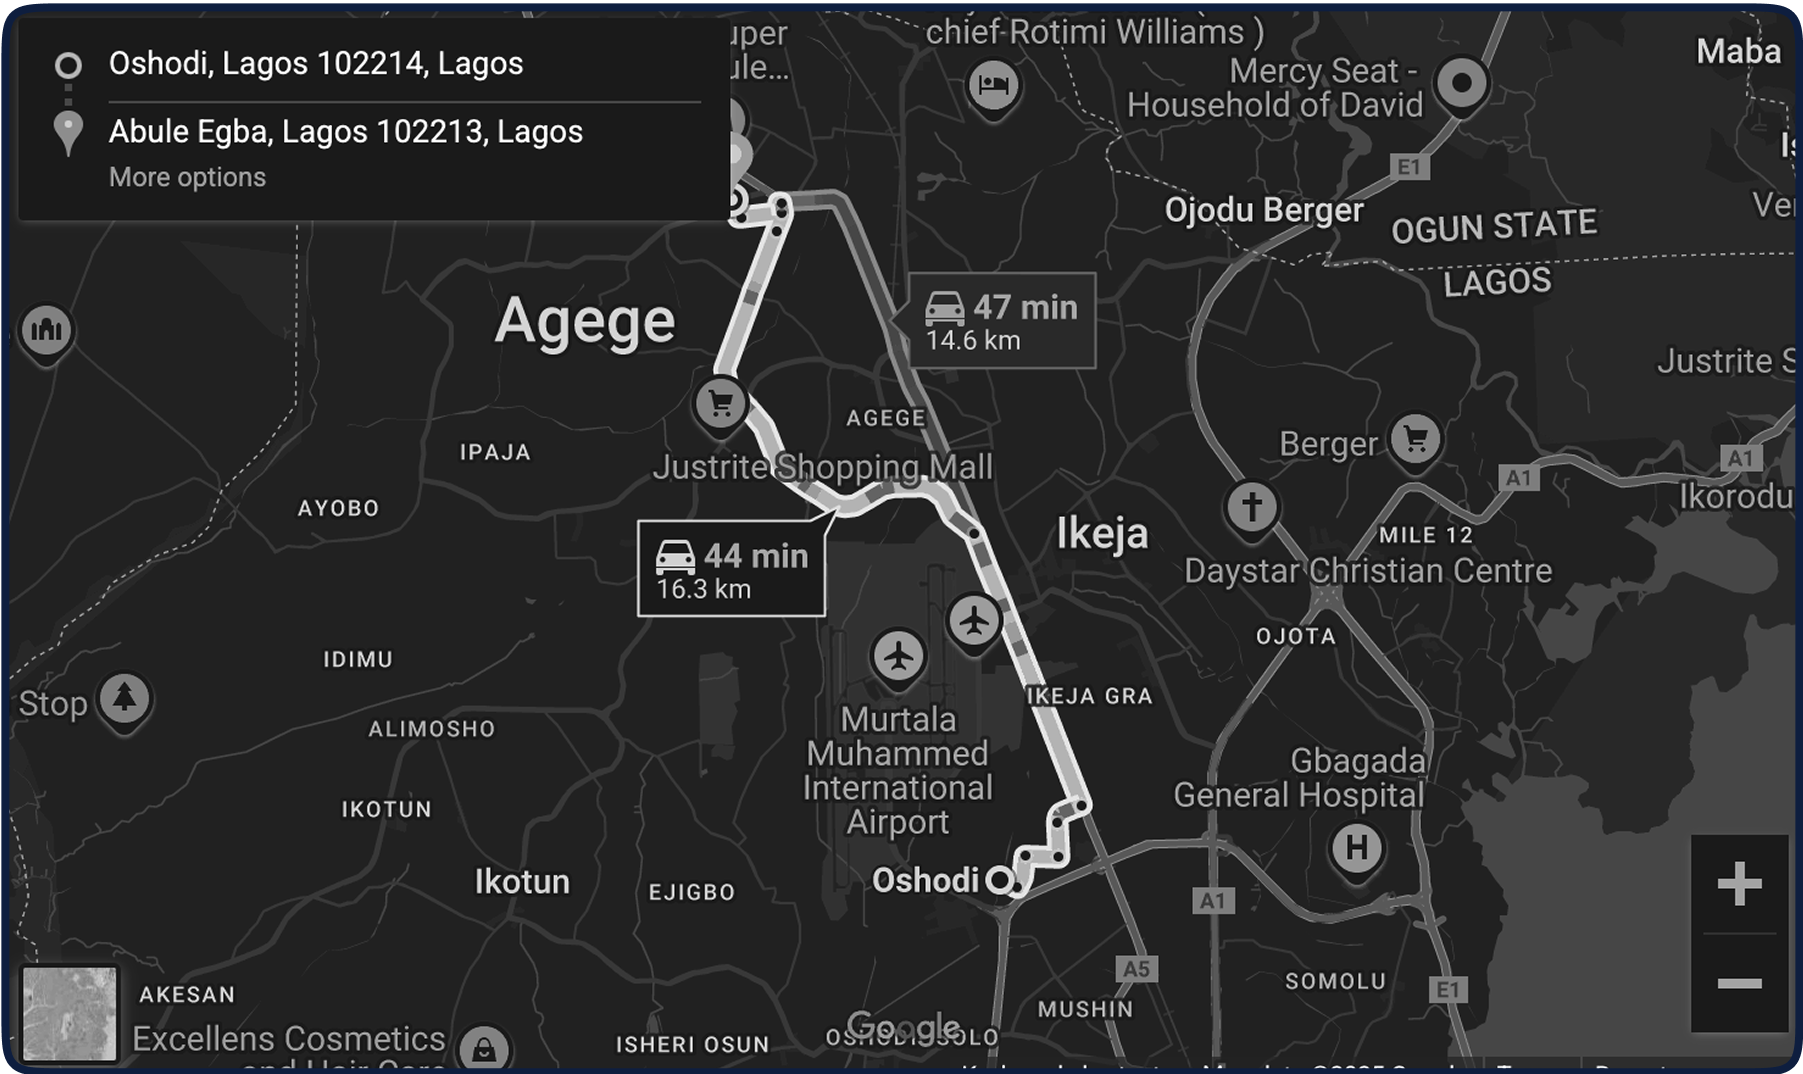 Oshodi, Lagos 102214, Lagos
Abule Egba, Lagos 102213, Lagos
More options
chief Rotimi Williams )
Mercy Seat -
Household of David
Maba
E1
Ojodu Berger
OGUN STATE
LAGOS
Agege
47 min
14.6 km
Justrite S
AGEGE
IPAJA
Justrite Shopping Mall
Berger
A1
A1
Ikorodu
AYOBO
Ikeja
MILE 12
44 min
16.3 km
Daystar Christian Centre
OJOTA
IDIMU
Stop
ALIMOSHO
IKEJA GRA
Murtala
Muhammed
International
Airport
Gbagada
General Hospital
IKOTUN
H
Oshodi
Ikotun
EJIGBO
A1
A5
SOMOLU
E1
AKESAN
MUSHIN
Excellens Cosmetics
ISHERI OSUN
Google